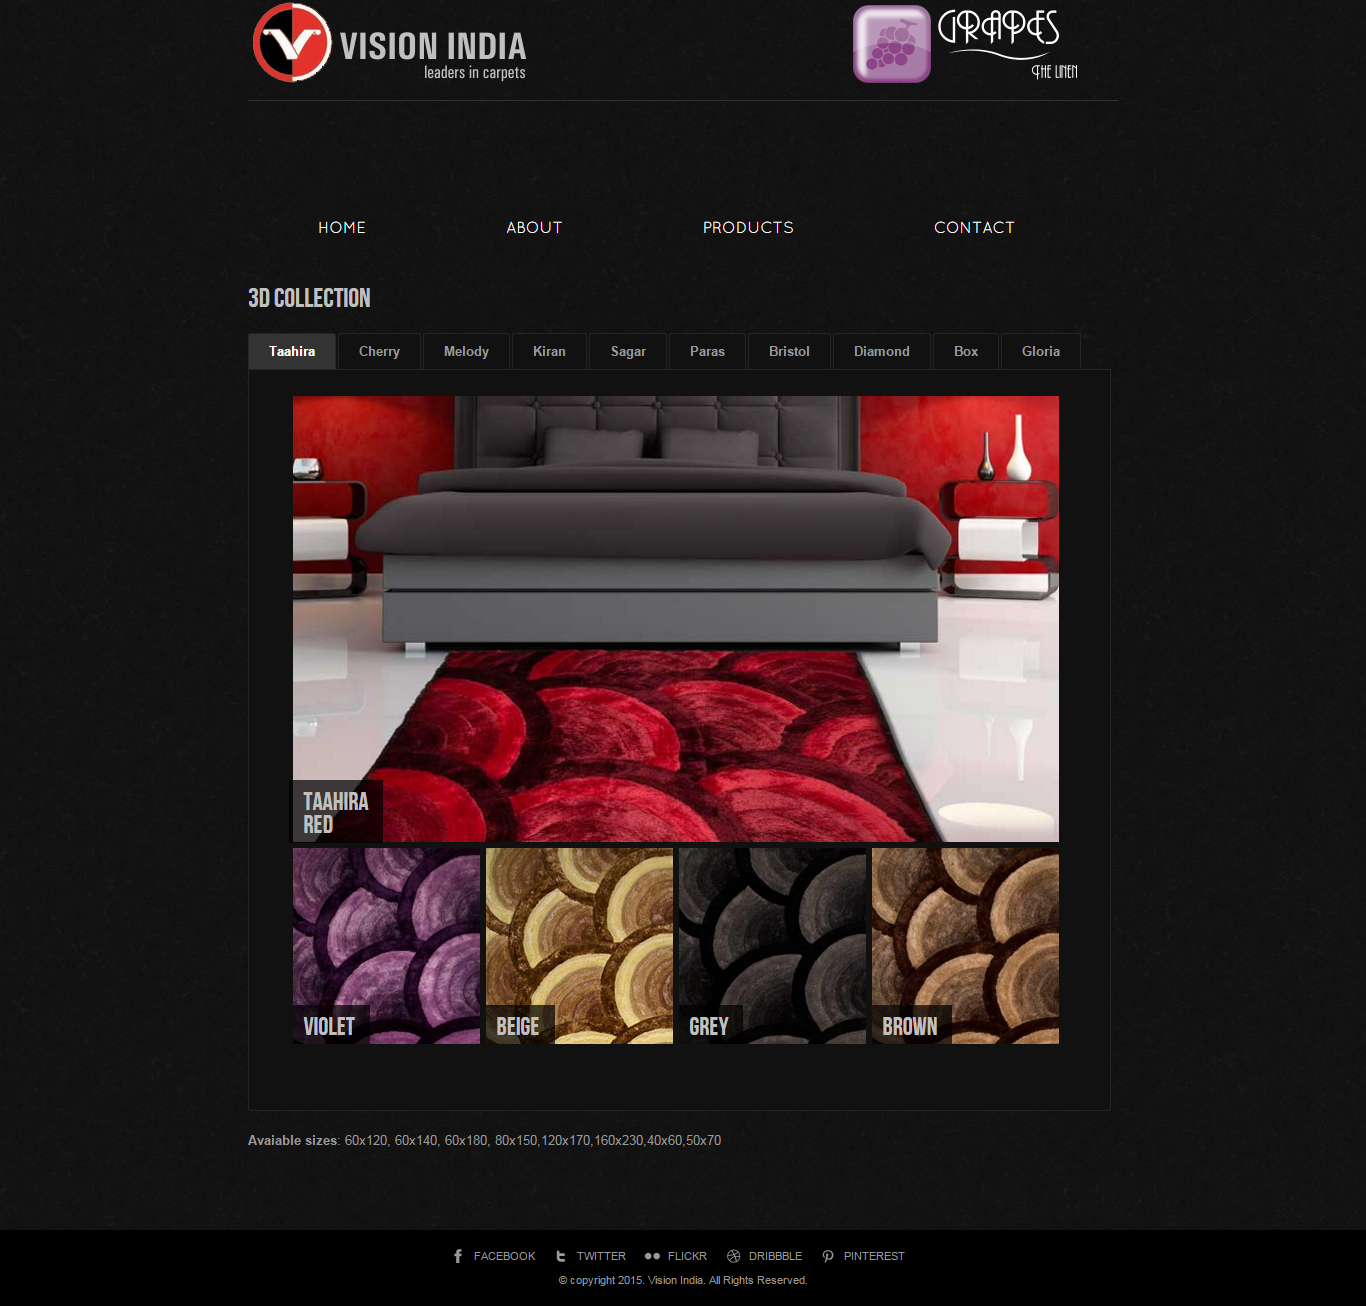 VISION INDIA
leaders in carpets
GRAPES
THE LINEN
HOME ABOUT PRODUCTS CONTACT
3D COLLECTION
Taahira Cherry Melody Kiran Sagar Paras Bristol Diamond Box Gloria
TAAHIRA
RED
VIOLET BEIGE GREY BROWN
Avaiable sizes: 60x120, 60x140, 60x180, 80x150,120x170,160x230,40x60,50x70
FACEBOOK TWITTER FLICKR DRIBBBLE PINTEREST
© copyright 2015. Vision India. All Rights Reserved.